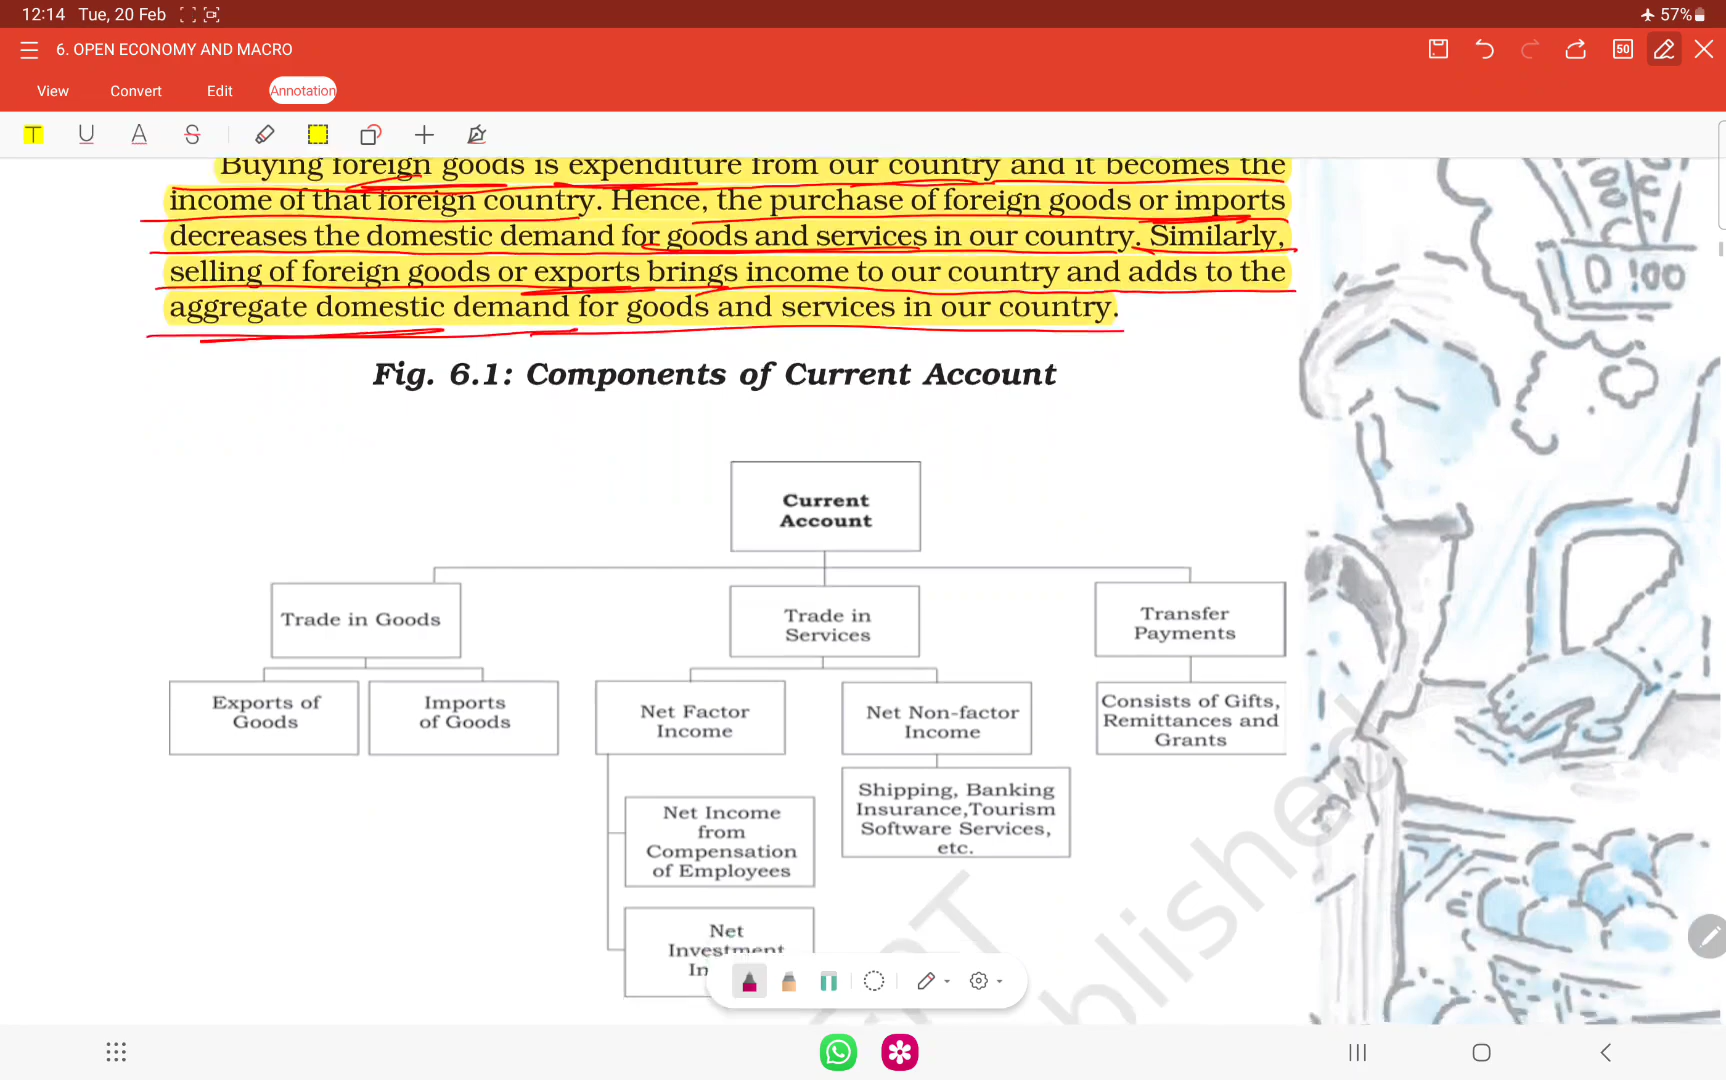 12:14 Tue, 20 Feb
57%
6. OPEN ECONOMY AND MACRO
50
View Convert Edit Annotation
T U A S
Buying foreign goods is expenditure from our country and it becomes the
income of that foreign country. Hence, the purchase of foreign goods or imports
decreases the domestic demand for goods and services in our country. Similarly,
selling of foreign goods or exports brings income to our country and adds to the
aggregate domestic demand for goods and services in our country.
Fig. 6.1: Components of Current Account
Current
Account
Trade in Goods
Trade in
Services
Transfer
Payments
Exports of
Goods
Imports
of Goods
Net Factor
Income
Net Non-factor
Income
Consists of Gifts,
Remittances and
Grants
Net Income
from
Compensation
of Employees
Shipping, Banking
Insurance,Tourism
Software Services,
etc.
Net
Investment